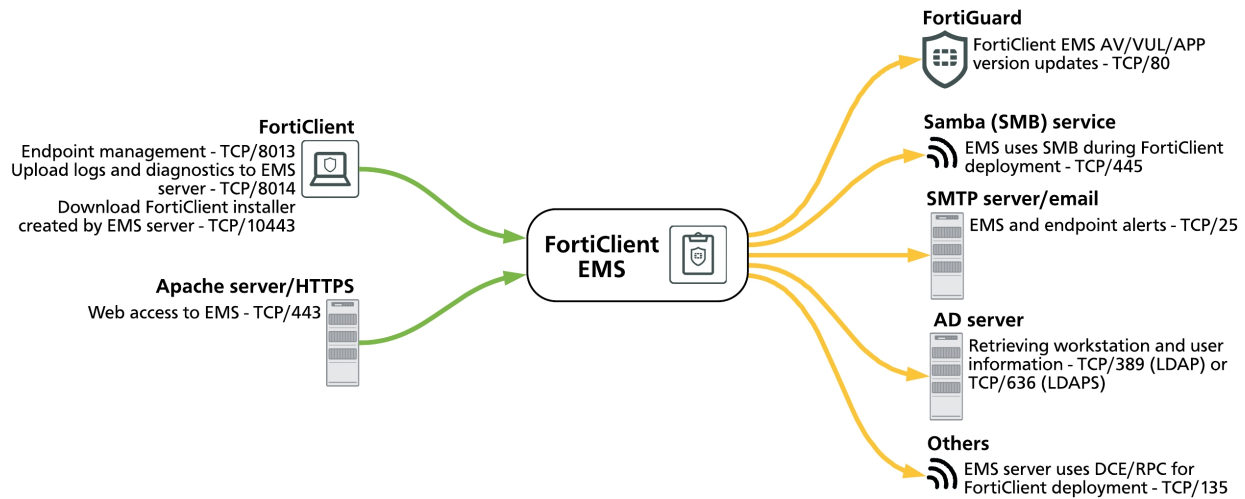 FortiClient
Endpoint management - TCP/8013
Upload logs and diagnostics to EMS
server - TCP/8014
Download FortiClient installer
created by EMS server - TCP/10443
Apache server/HTTPS
Web access to EMS - TCP/443
FortiClient
EMS
FortiGuard
FortiClient EMS AV/VUL/APP
version updates - TCP/80
Samba (SMB) service
EMS uses SMB during FortiClient
deployment - TCP/445
SMTP server/email
EMS and endpoint alerts - TCP/25
AD server
Retrieving workstation and user
information - TCP/389 (LDAP) or
TCP/636 (LDAPS)
Others
EMS server uses DCE/RPC for
FortiClient deployment - TCP/135